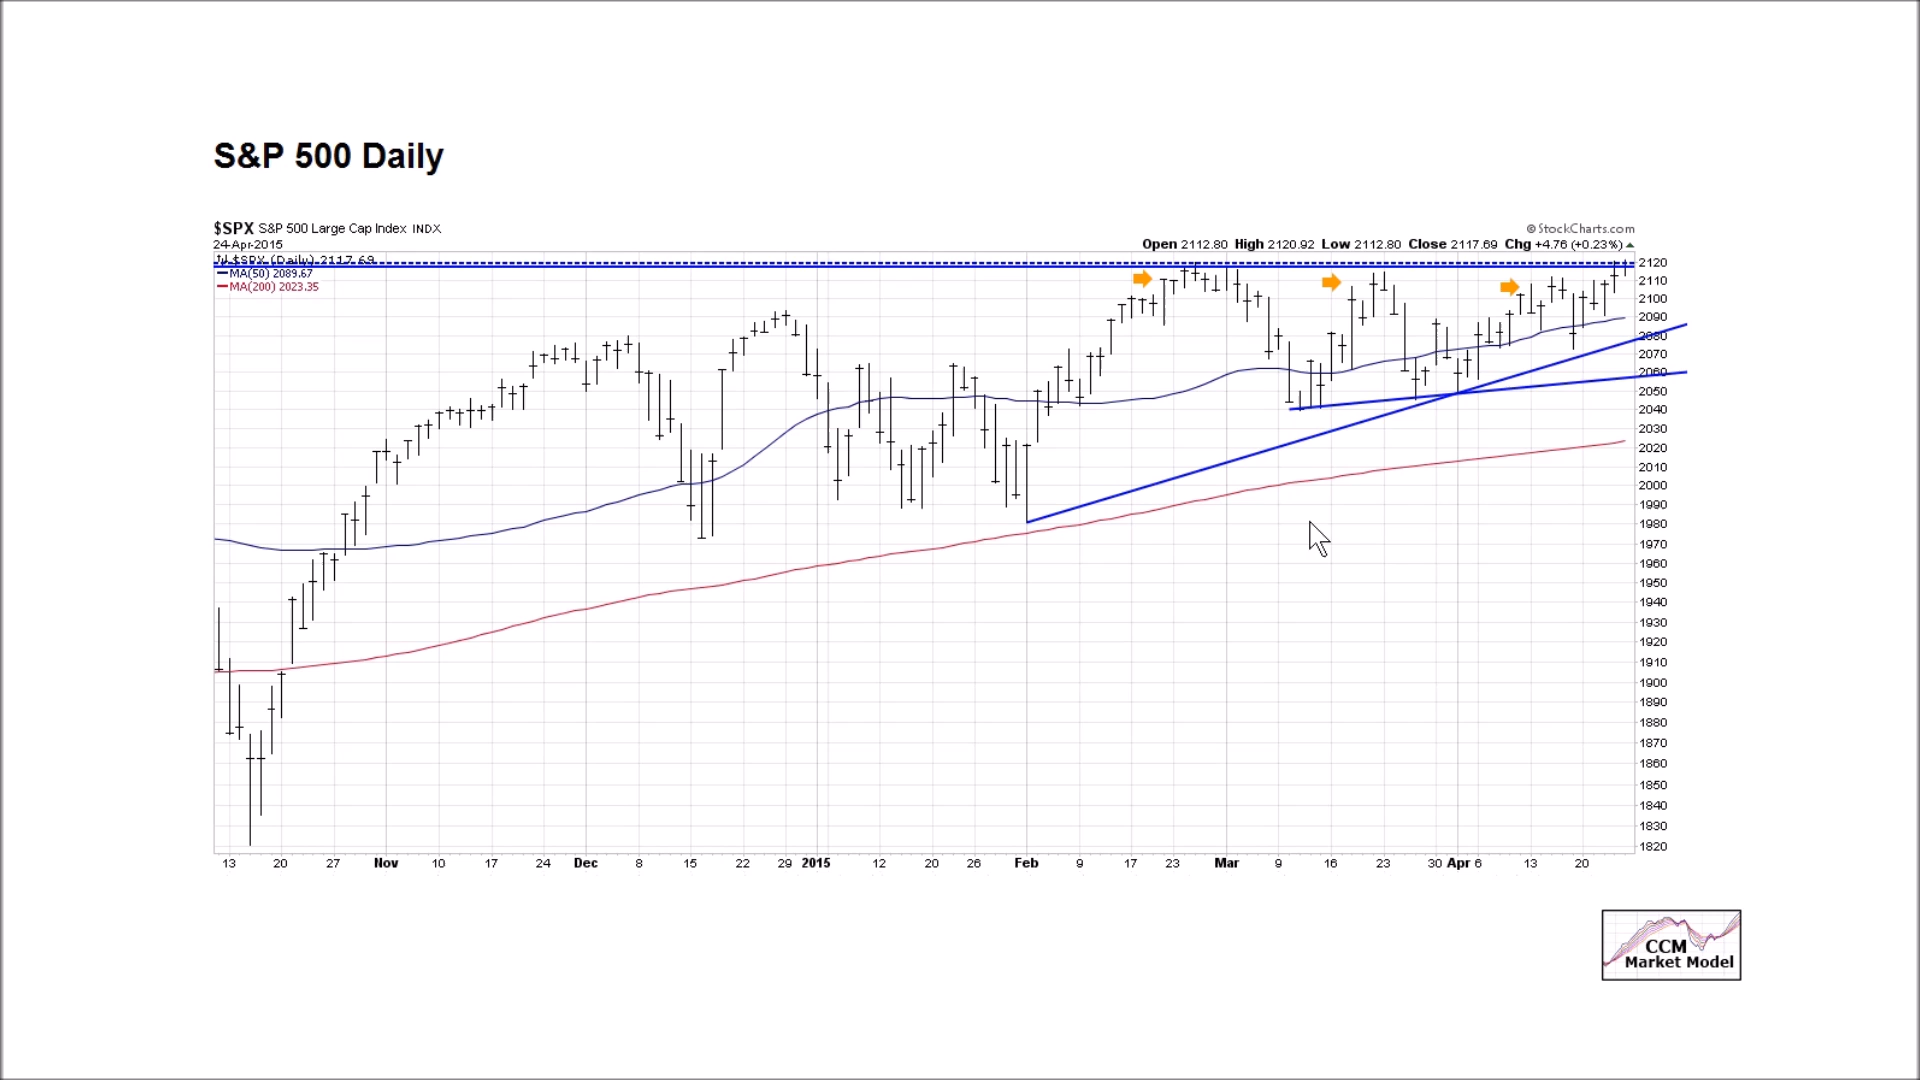 S&P 500 Daily
$SPX S&P 500 Large Cap Index INDX
© StockCharts.com
24-Apr-2015
Open 2112.80 High 2120.92 Low 2112.80 Close 2117.69 Chg +4.76 (+0.23%)
$SPX (Daily) 2117.69
MA(50) 2089.67
MA(200) 2023.35
2120
2110
2100
2090
2080
2070
2060
2050
2040
2030
2020
2010
2000
1990
1980
1970
1960
1950
1940
1930
1920
1910
1900
1890
1880
1870
1860
1850
1840
1830
1820
13 20 27 Nov 10 17 24 Dec 8 15 22 29 2015 12 20 26 Feb 9 17 23 Mar 9 16 23 30 Apr 6 13 20
CCM
Market Model